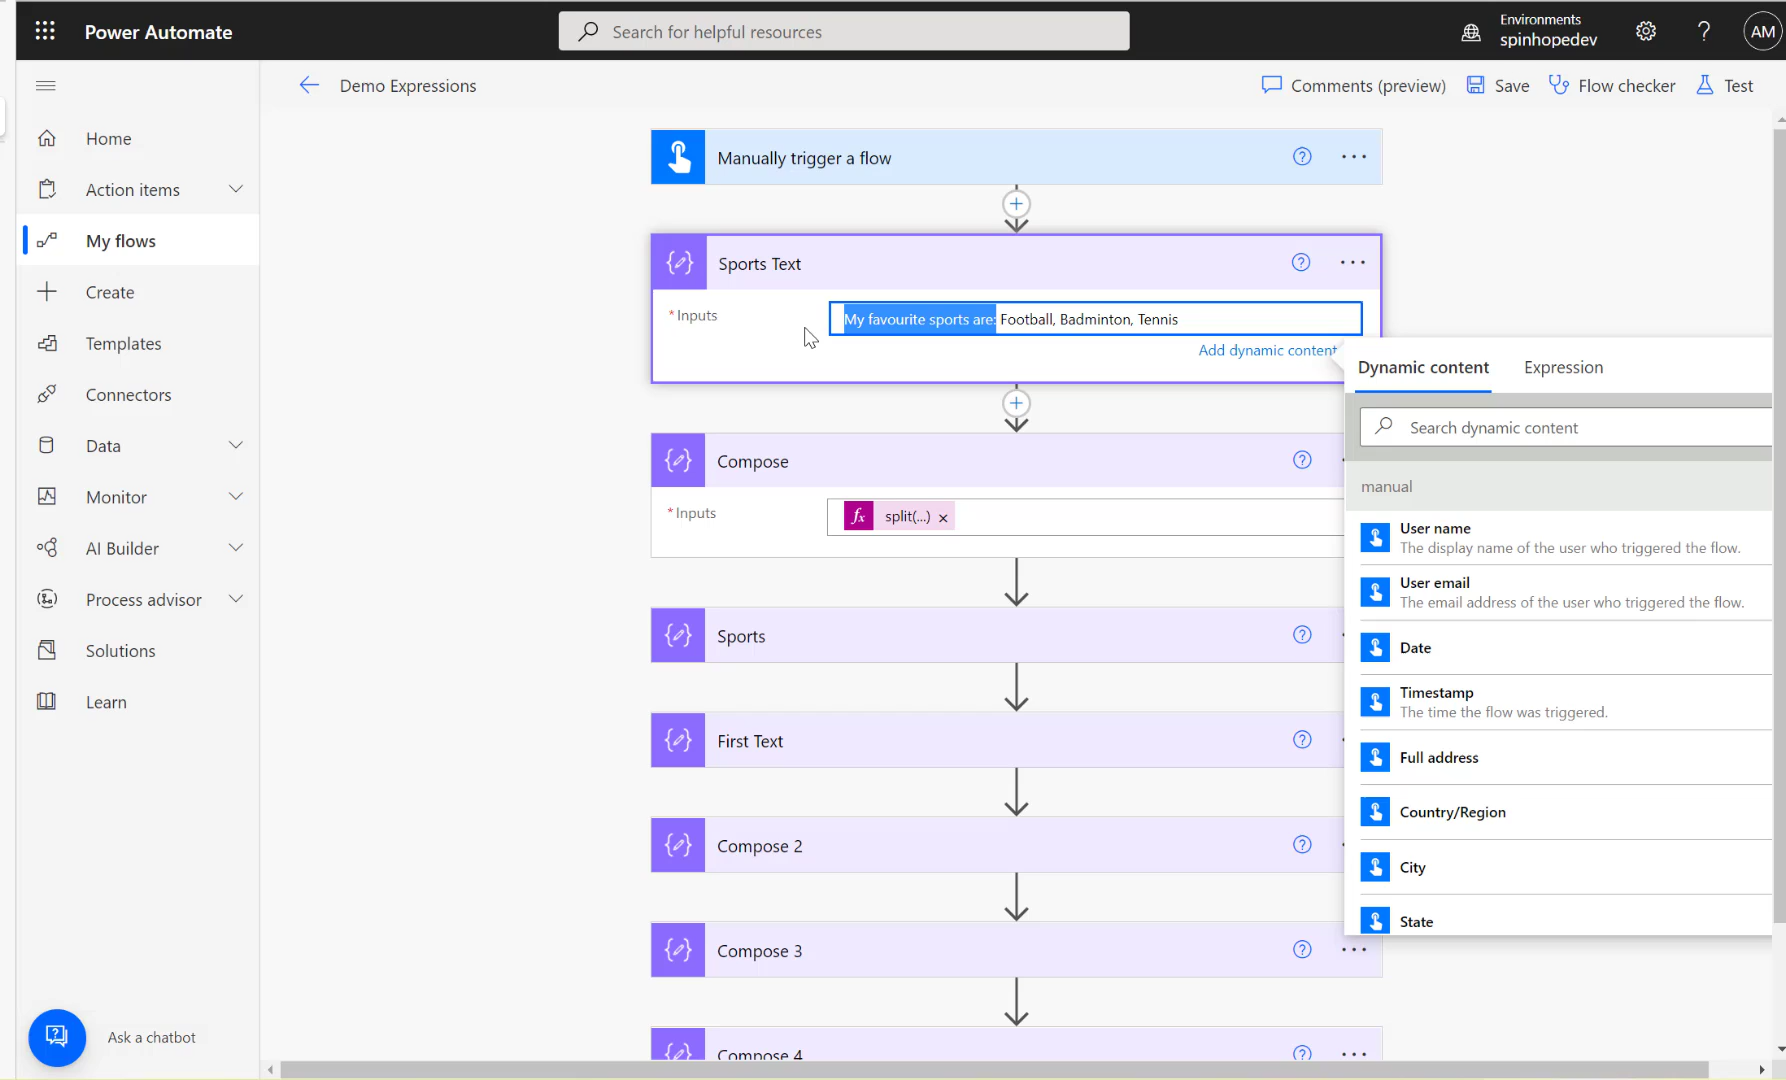 Power Automate
Search for helpful resources
Environments
spinhopedev
?
AM
Demo Expressions
Comments (preview)
Save
Flow checker
Test
Home
Action items
My flows
Create
Templates
Connectors
Data
Monitor
AI Builder
Process advisor
Solutions
Learn
Ask a chatbot
Manually trigger a flow
Sports Text
*Inputs
My favourite sports are: Football, Badminton, Tennis
Add dynamic content
Compose
*Inputs
fx split(...) ×
Sports
First Text
Compose 2
Compose 3
Compose 4
Dynamic content
Expression
Search dynamic content
manual
User name
The display name of the user who triggered the flow.
User email
The email address of the user who triggered the flow.
Date
Timestamp
The time the flow was triggered.
Full address
Country/Region
City
State